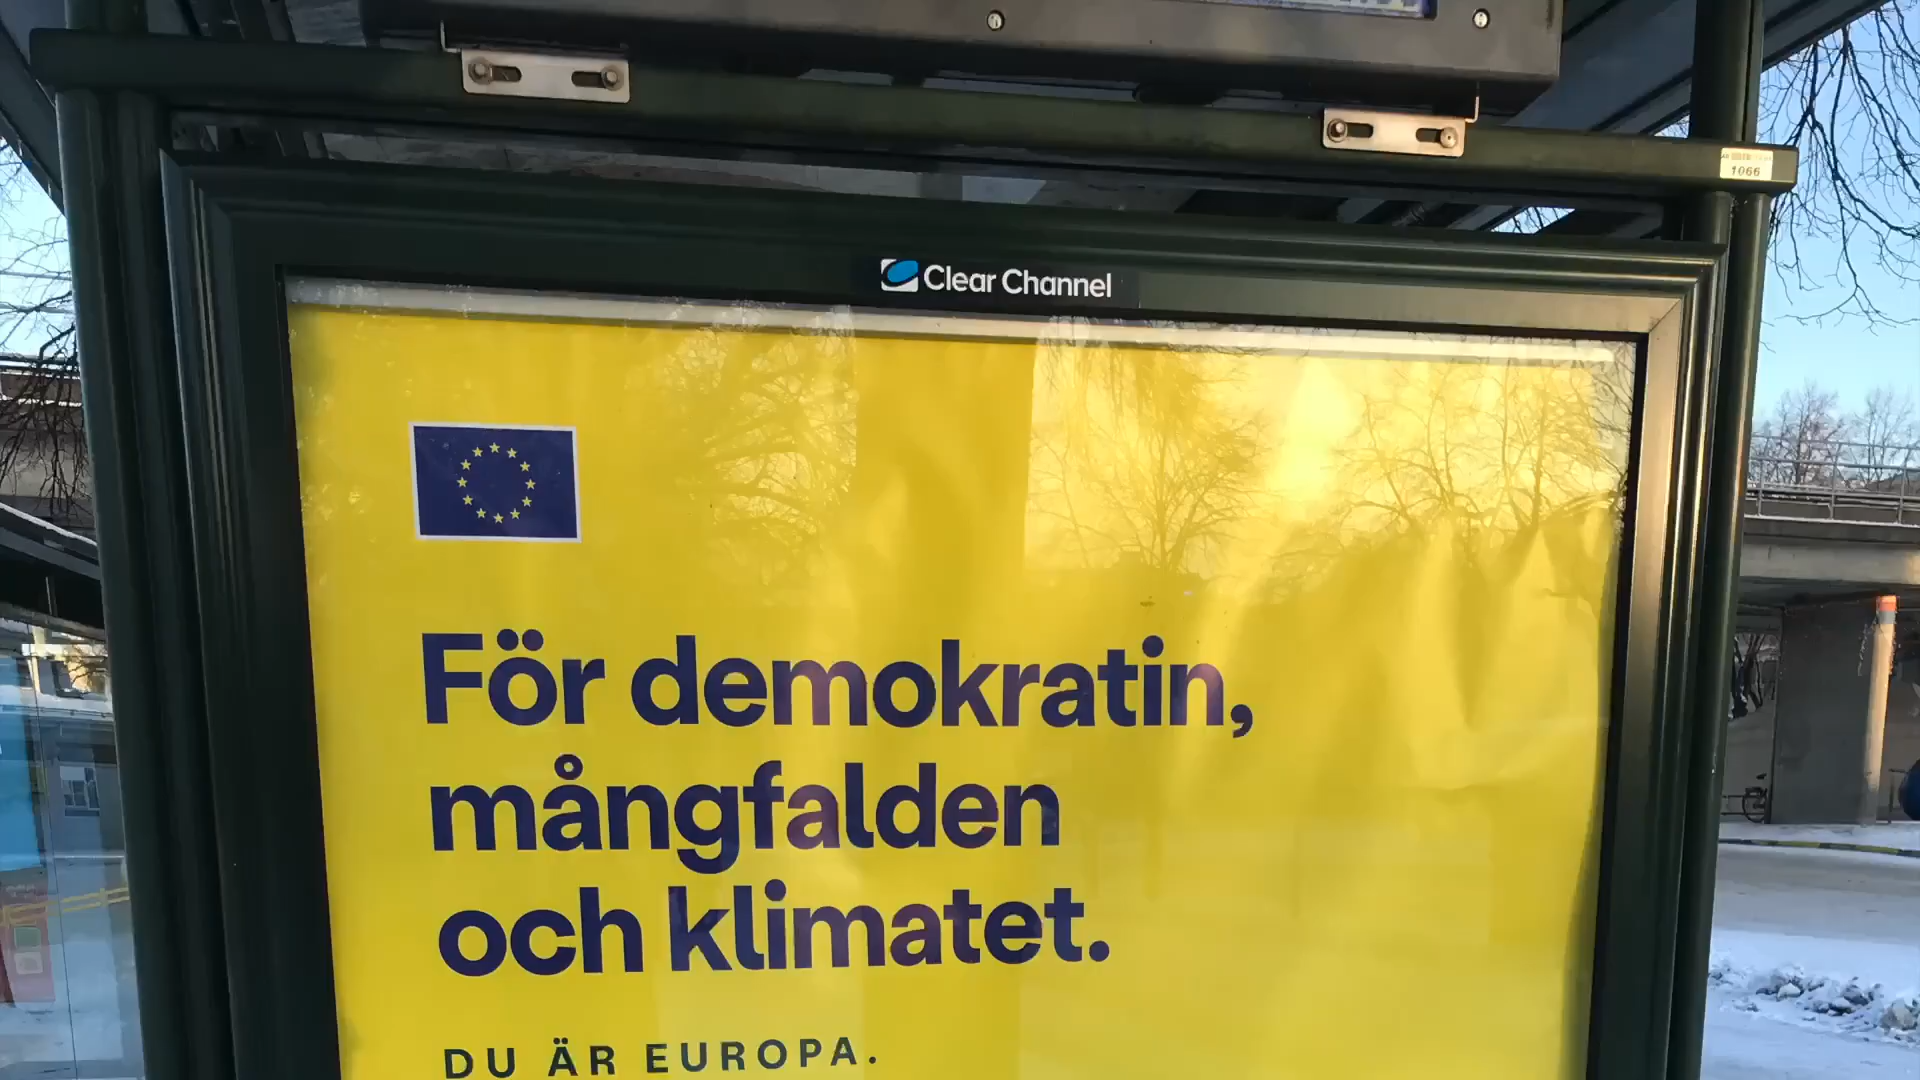 1066
Clear Channel
För demokratin,
mångfalden
och klimatet.
DU ÄR EUROPA.